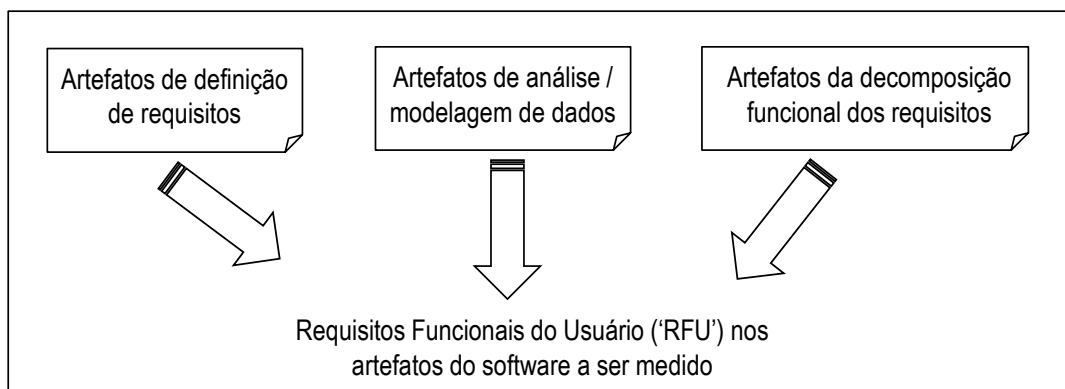 Artefatos de definição
de requisitos
Artefatos de análise /
modelagem de dados
Artefatos da decomposição
funcional dos requisitos
Requisitos Funcionais do Usuário (‘RFU’) nos
artefatos do software a ser medido